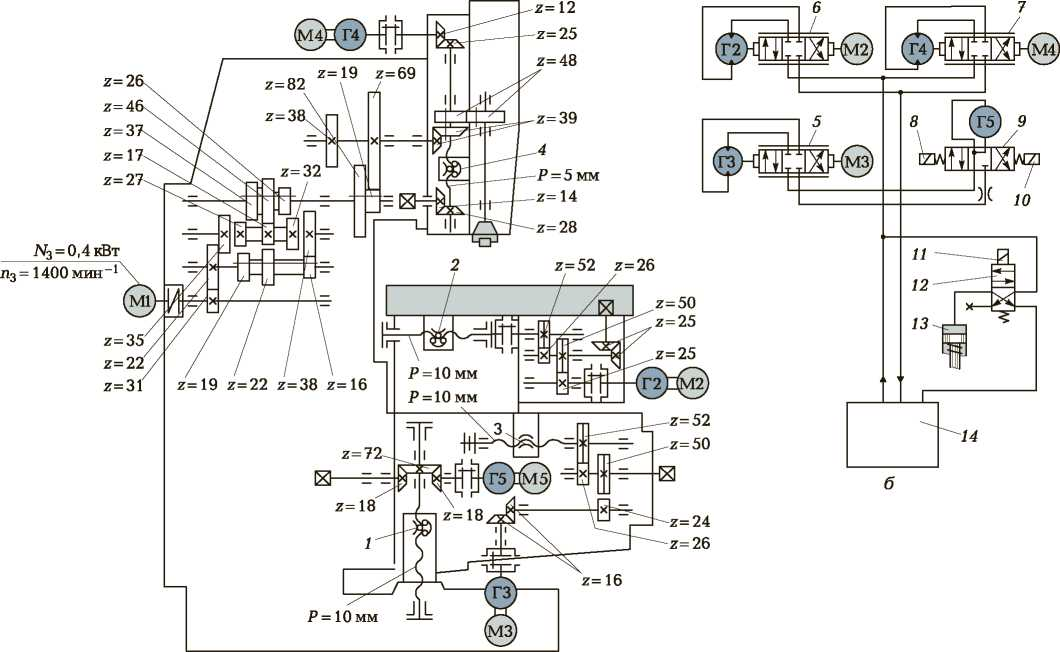 М4
Г4
z=12
z=25
z=48
z=19
z=69
z=26
z=82
z=46
z=38
z=37
z=39
4
z=17
z=32
P=5 мм
z=27
z=14
z=28
N₃=0,4 кВт
n₃=1400 мин⁻¹
М1
z=35
z=22
z=31
z=19
z=22
z=38
z=16
2
z=52
z=26
z=50
z=25
z=25
P=10 мм
Г2
М2
P=10 мм
3
z=52
z=50
z=72
Г5
М5
z=18
z=18
z=24
1
z=26
z=16
Г3
P=10 мм
М3
6
7
Г2
М2
Г4
М4
Г5
5
8
9
Г3
М3
10
11
12
13
14
б